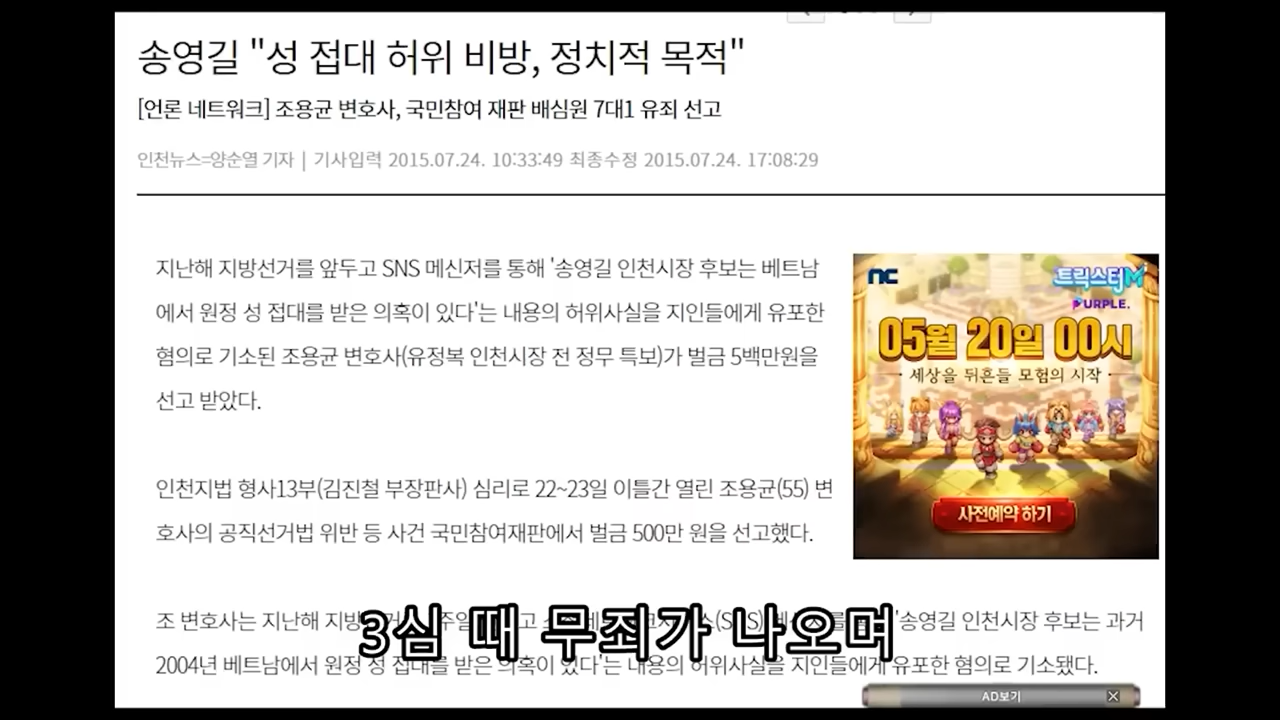 송영길 "성 접대 허위 비방, 정치적 목적"
[언론 네트워크] 조용균 변호사, 국민참여 재판 배심원 7대1 유죄 선고
인천뉴스=양순열 기자 | 기사입력 2015.07.24. 10:33:49 최종수정 2015.07.24. 17:08:29
지난해 지방선거를 앞두고 SNS 메신저를 통해 '송영길 인천시장 후보는 베트남
에서 원정 성 접대를 받은 의혹이 있다'는 내용의 허위사실을 지인들에게 유포한
혐의로 기소된 조용균 변호사(유정복 인천시장 전 정무 특보)가 벌금 5백만원을
선고 받았다.
인천지법 형사13부(김진철 부장판사) 심리로 22~23일 이틀간 열린 조용균(55) 변
호사의 공직선거법 위반 등 사건 국민참여재판에서 벌금 500만 원을 선고했다.
조 변호사는 지난해 '송영길 인천시장 후보는 과거
2004년 베트남에서 원정 성 접대를 받은 의혹이 있다'는 내용의 허위사실을 지인들에게 유포한 혐의로 기소됐다.
3심 때 무죄가 나오며
nc
트릭스터M
PURPLE.
05월 20일 00시
세상을 뒤흔들 모험의 시작
사전예약 하기
AD보기